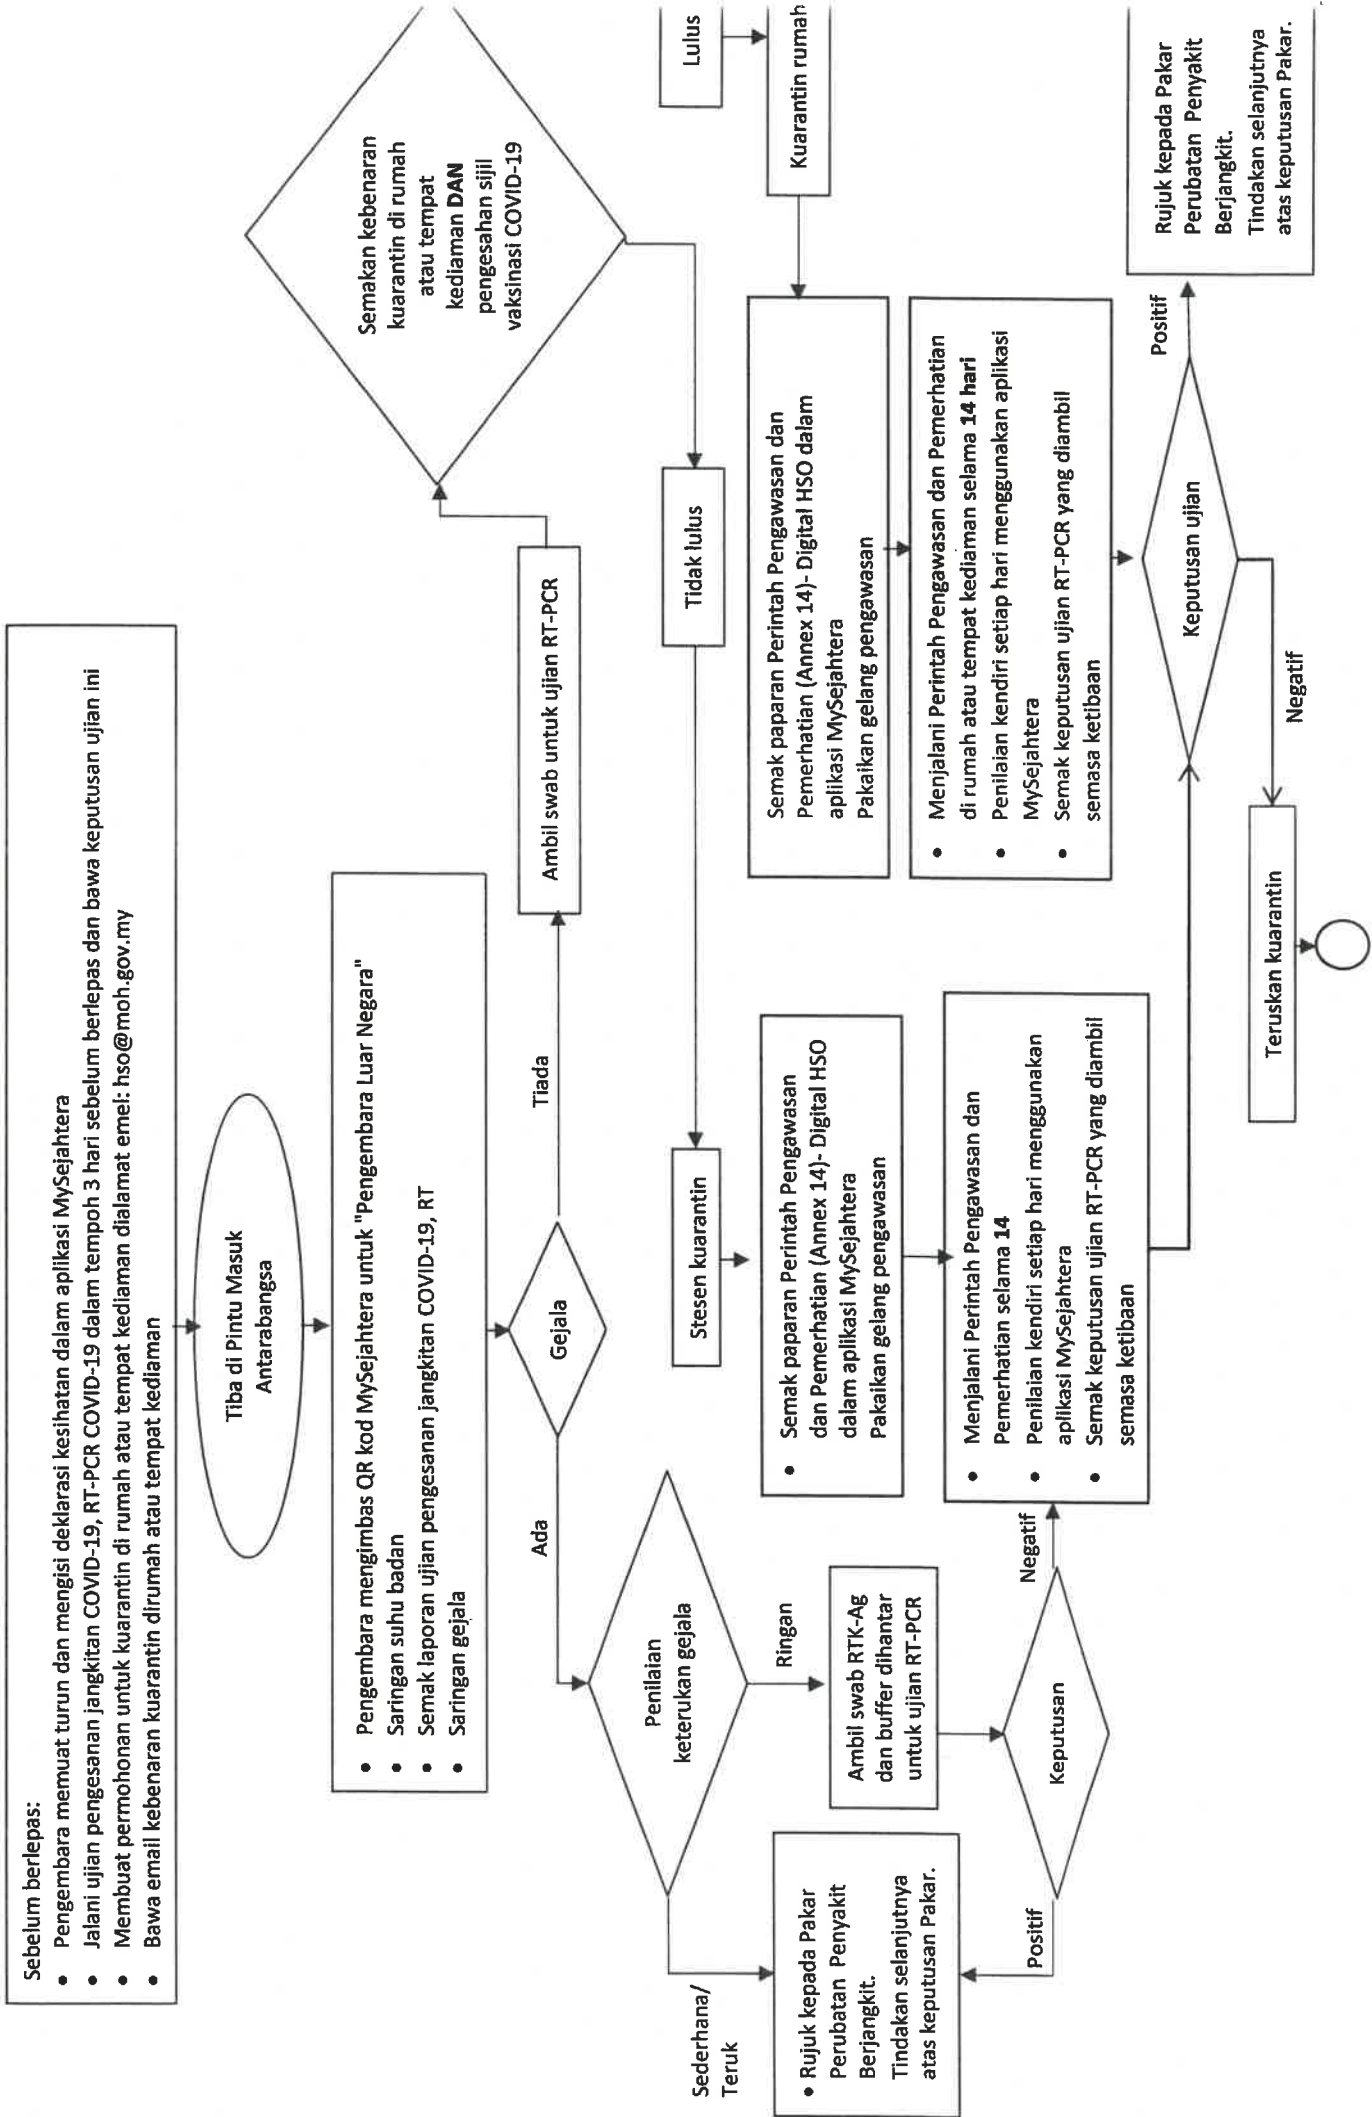 Sebelum berlepas:
• Pengembara memuat turun dan mengisi deklarasi kesihatan dalam aplikasi MySejahtera
• Jalani ujian pengesanan jangkitan COVID-19, RT-PCR COVID-19 dalam tempoh 3 hari sebelum berlepas dan bawa keputusan ujian ini
• Membuat permohonan untuk kuarantin di rumah atau tempat kediaman dialamat emel: hso@moh.gov.my
• Bawa email kebenaran kuarantin dirumah atau tempat kediaman
Tiba di Pintu Masuk
Antarabangsa
• Pengembara mengimbas QR kod MySejahtera untuk "Pengembara Luar Negara"
• Saringan suhu badan
• Semak laporan ujian pengesanan jangkitan COVID-19, RT
• Saringan gejala
Gejala
Ada
Tiada
Penilaian
keterukan gejala
Sederhana/
Teruk
Ringan
• Rujuk kepada Pakar
Perubatan Penyakit
Berjangkit.
Tindakan selanjutnya
atas keputusan Pakar.
Ambil swab RTK-Ag
dan buffer dihantar
untuk ujian RT-PCR
Keputusan
Positif
Negatif
Ambil swab untuk ujian RT-PCR
Semakan kebenaran
kuarantin di rumah
atau tempat
kediaman DAN
pengesahan sijil
vaksinasi COVID-19
Tidak lulus
Lulus
Stesen kuarantin
Kuarantin rumah
• Semak paparan Perintah Pengawasan
dan Pemerhatian (Annex 14)- Digital HSO
dalam aplikasi MySejahtera
Pakaikan gelang pengawasan
• Menjalani Perintah Pengawasan dan
Pemerhatian selama 14
• Penilaian kendiri setiap hari menggunakan
aplikasi MySejahtera
• Semak keputusan ujian RT-PCR yang diambil
semasa ketibaan
Semak paparan Perintah Pengawasan dan
Pemerhatian (Annex 14)- Digital HSO dalam
aplikasi MySejahtera
Pakaikan gelang pengawasan
• Menjalani Perintah Pengawasan dan Pemerhatian
di rumah atau tempat kediaman selama 14 hari
• Penilaian kendiri setiap hari menggunakan aplikasi
MySejahtera
• Semak keputusan ujian RT-PCR yang diambil
semasa ketibaan
Keputusan ujian
Positif
Negatif
Rujuk kepada Pakar
Perubatan Penyakit
Berjangkit.
Tindakan selanjutnya
atas keputusan Pakar.
Teruskan kuarantin